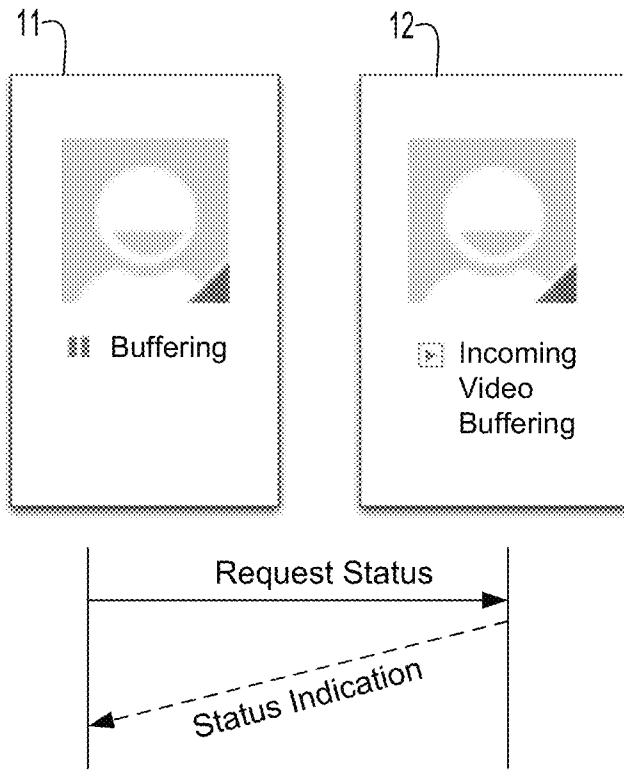 11
12
Buffering
Incoming
Video
Buffering
Request Status
Status Indication